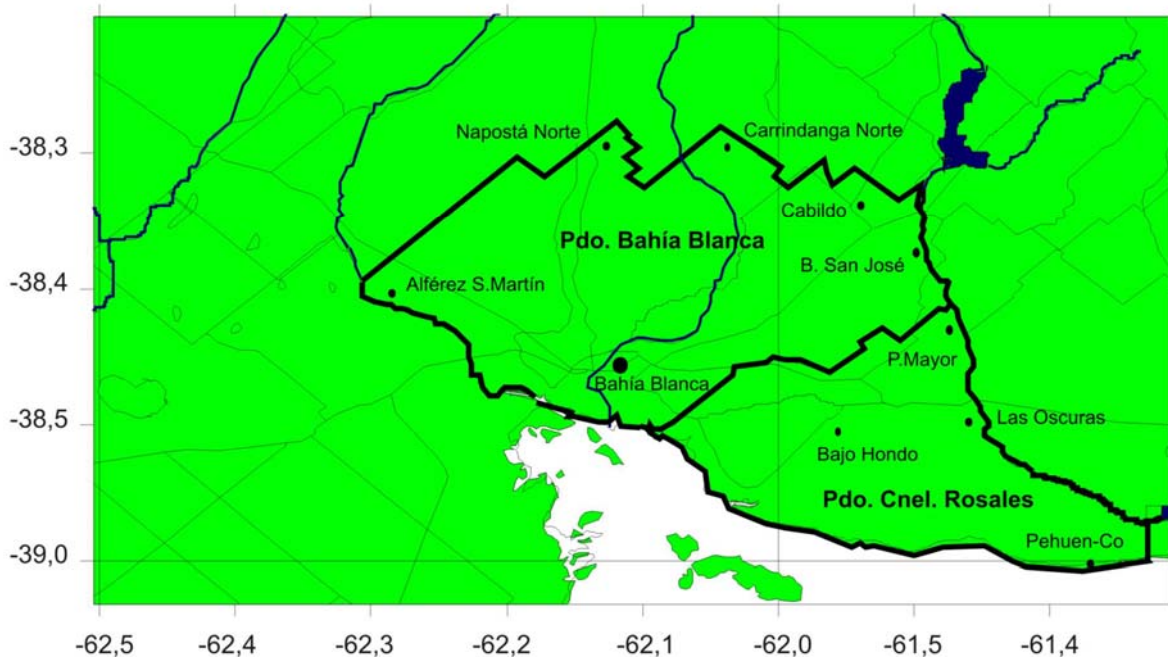 Napostá Norte
Carrindanga Norte
-38,3
Cabildo
Pdo. Bahía Blanca
B. San José
Alférez S.Martín
-38,4
P.Mayor
Bahía Blanca
Las Oscuras
-38,5
Bajo Hondo
Pdo. Cnel. Rosales
Pehuen-Co
-39,0
-62,5 -62,4 -62,3 -62,2 -62,1 -62,0 -61,5 -61,4